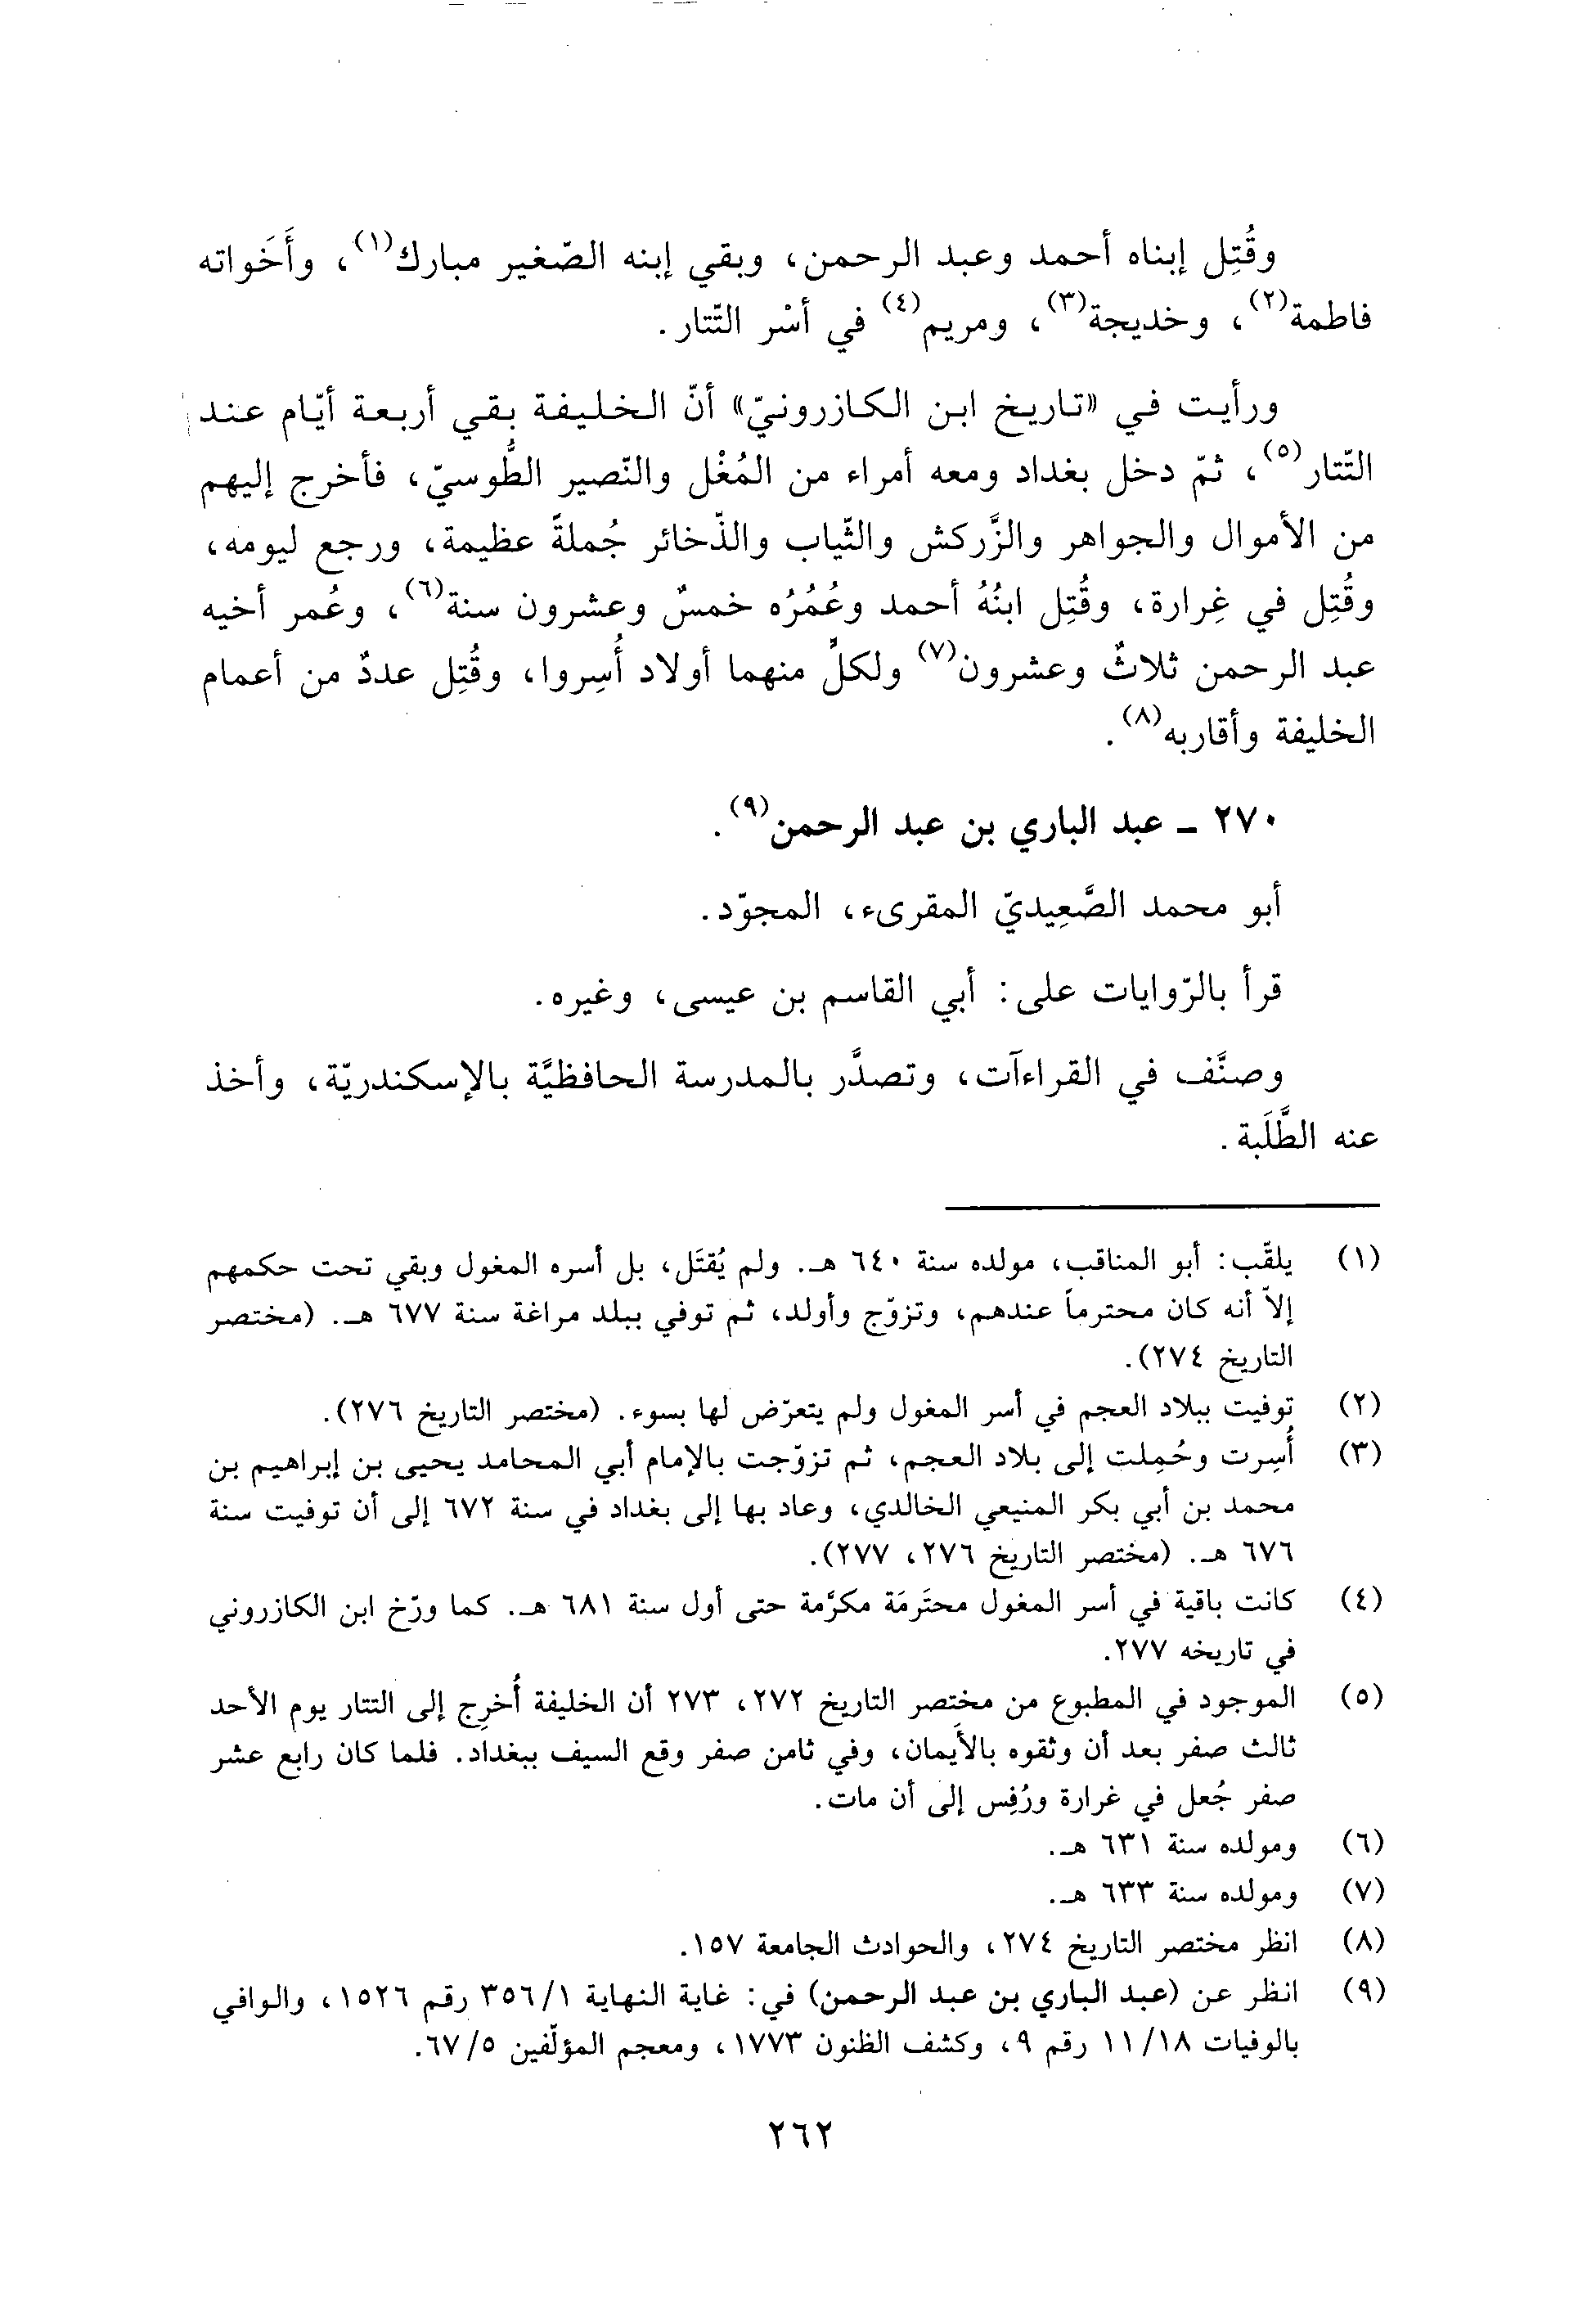 وقُتِل إبناه أحمد وعبد الرحمن، وبقي إبنه الصّغير مبارك(١)، وأَخَواته
فاطمة(٢)، وخديجة(٣)، ومريم(٤) في أسْر التّتار.
ورأيت في «تاريخ ابن الكازرونيّ» أنّ الخليفة بقي أربعة أيّام عند
التّتار(٥)، ثمّ دخل بغداد ومعه أمراء من المُغْل والنّصير الطُّوسيّ، فأخرج إليهم
من الأموال والجواهر والزَّركش والثّياب والذّخائر جُملةً عظيمة، ورجع ليومه،
وقُتِل في غِرارة، وقُتِل ابنُهُ أحمد وعُمُرُه خمسٌ وعشرون سنة(٦)، وعُمر أخيه
عبد الرحمن ثلاثٌ وعشرون(٧) ولكلٍّ منهما أولاد أُسِروا، وقُتِل عددٌ من أعمام
الخليفة وأقاربه(٨).
٢٧٠ - عبد الباري بن عبد الرحمن(٩).
أبو محمد الصَّعِيديّ المقرىء، المجوّد.
قرأ بالرّوايات على: أبي القاسم بن عيسى، وغيره.
وصنَّف في القراءآت، وتصدَّر بالمدرسة الحافظيَّة بالإسكندريّة، وأخذ
عنه الطَّلَبة.
(١) يلقّب: أبو المناقب، مولده سنة ٦٤٠ هـ. ولم يُقتَل، بل أسره المغول وبقي تحت حكمهم
إلاّ أنه كان محترماً عندهم، وتزوّج وأولد، ثم توفي ببلد مراغة سنة ٦٧٧ هـ. (مختصر
التاريخ ٢٧٤).
(٢) توفيت ببلاد العجم في أسر المغول ولم يتعرّض لها بسوء. (مختصر التاريخ ٢٧٦).
(٣) أُسِرت وحُمِلت إلى بلاد العجم، ثم تزوّجت بالإمام أبي المحامد يحيى بن إبراهيم بن
محمد بن أبي بكر المنيعي الخالدي، وعاد بها إلى بغداد في سنة ٦٧٢ إلى أن توفيت سنة
٦٧٦ هـ. (مختصر التاريخ ٢٧٦، ٢٧٧).
(٤) كانت باقية في أسر المغول محتَرمَة مكرَّمة حتى أول سنة ٦٨١ هـ. كما ورّخ ابن الكازروني
في تاريخه ٢٧٧.
(٥) الموجود في المطبوع من مختصر التاريخ ٢٧٢، ٢٧٣ أن الخليفة أُخرِج إلى التتار يوم الأحد
ثالث صفر بعد أن وثقوه بالأَيمان، وفي ثامن صفر وقع السيف ببغداد. فلما كان رابع عشر
صفر جُعل في غرارة ورُفِس إلى أن مات.
(٦) ومولده سنة ٦٣١ هـ.
(٧) ومولده سنة ٦٣٣ هـ.
(٨) انظر مختصر التاريخ ٢٧٤، والحوادث الجامعة ١٥٧.
(٩) انظر عن (عبد الباري بن عبد الرحمن) في: غاية النهاية ٣٥٦/١ رقم ١٥٢٦، والوافي
بالوفيات ١١/١٨ رقم ٩، وكشف الظنون ١٧٧٣، ومعجم المؤلّفين ٦٧/٥.
٢٦٢